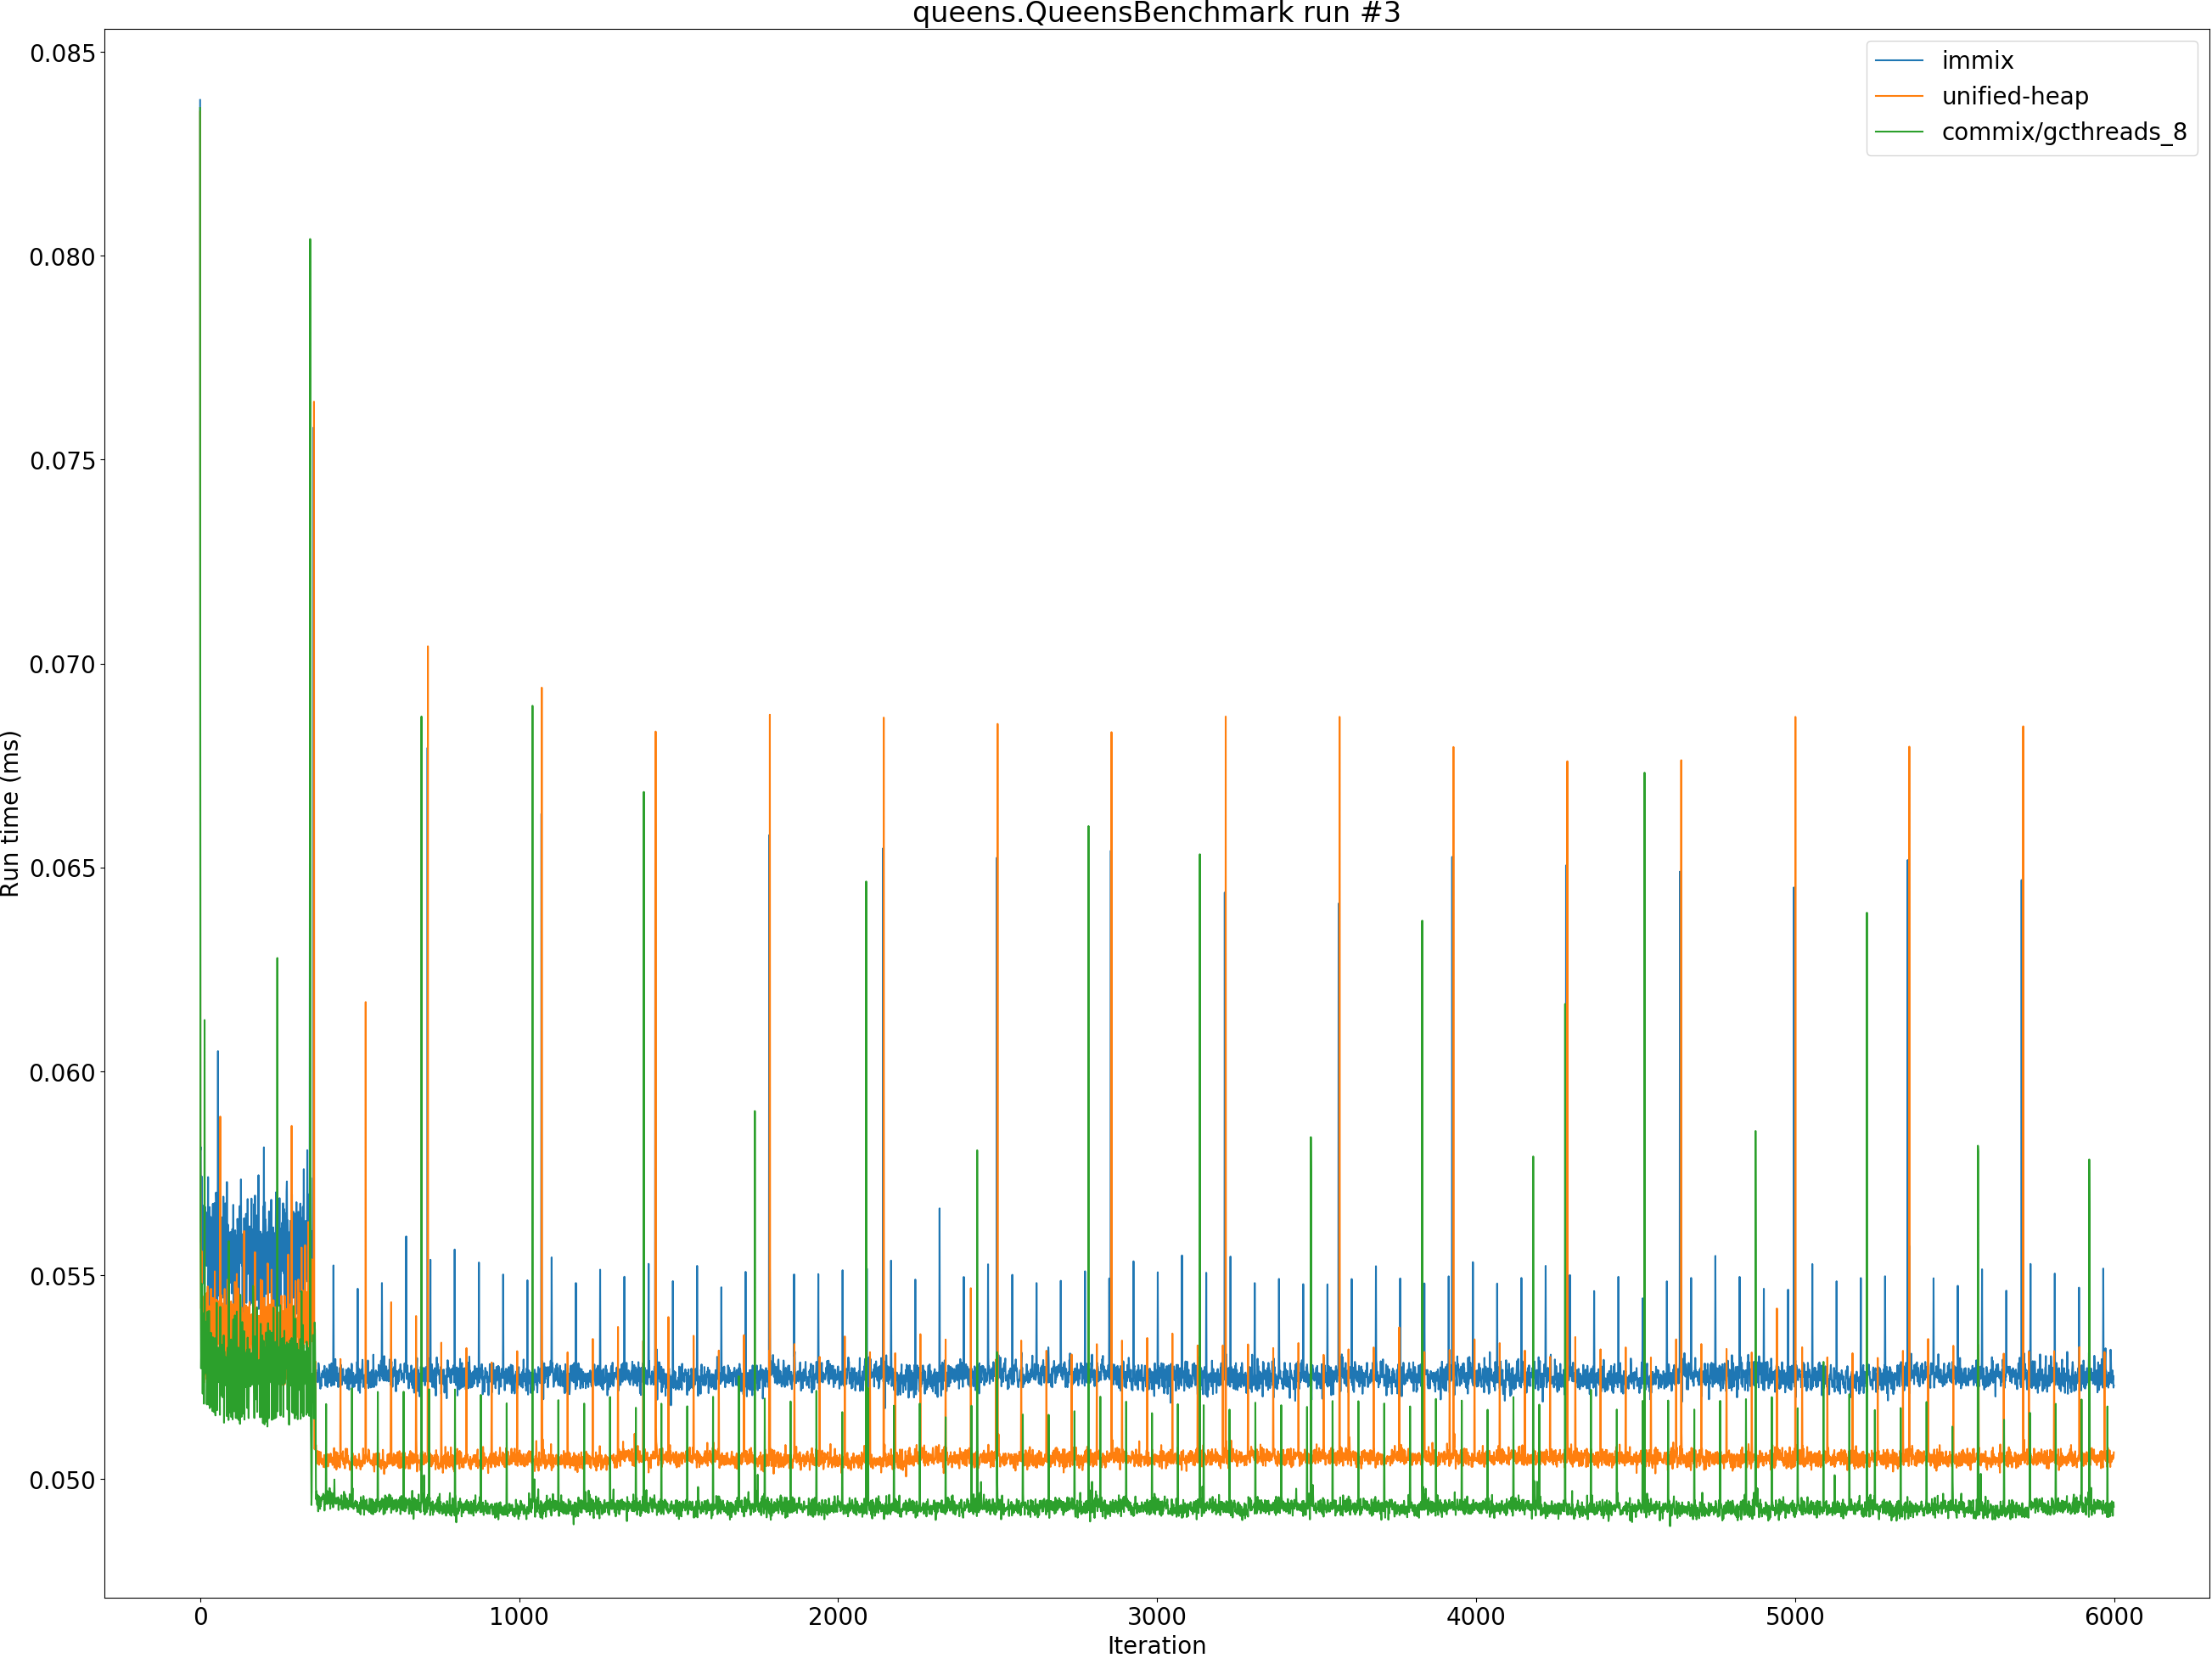 queens.QueensBenchmark run #3
immix
unified-heap
commix/gcthreads_8
Run time (ms)
0.085
0.080
0.075
0.070
0.065
0.060
0.055
0.050
0 1000 2000 3000 4000 5000 6000
Iteration